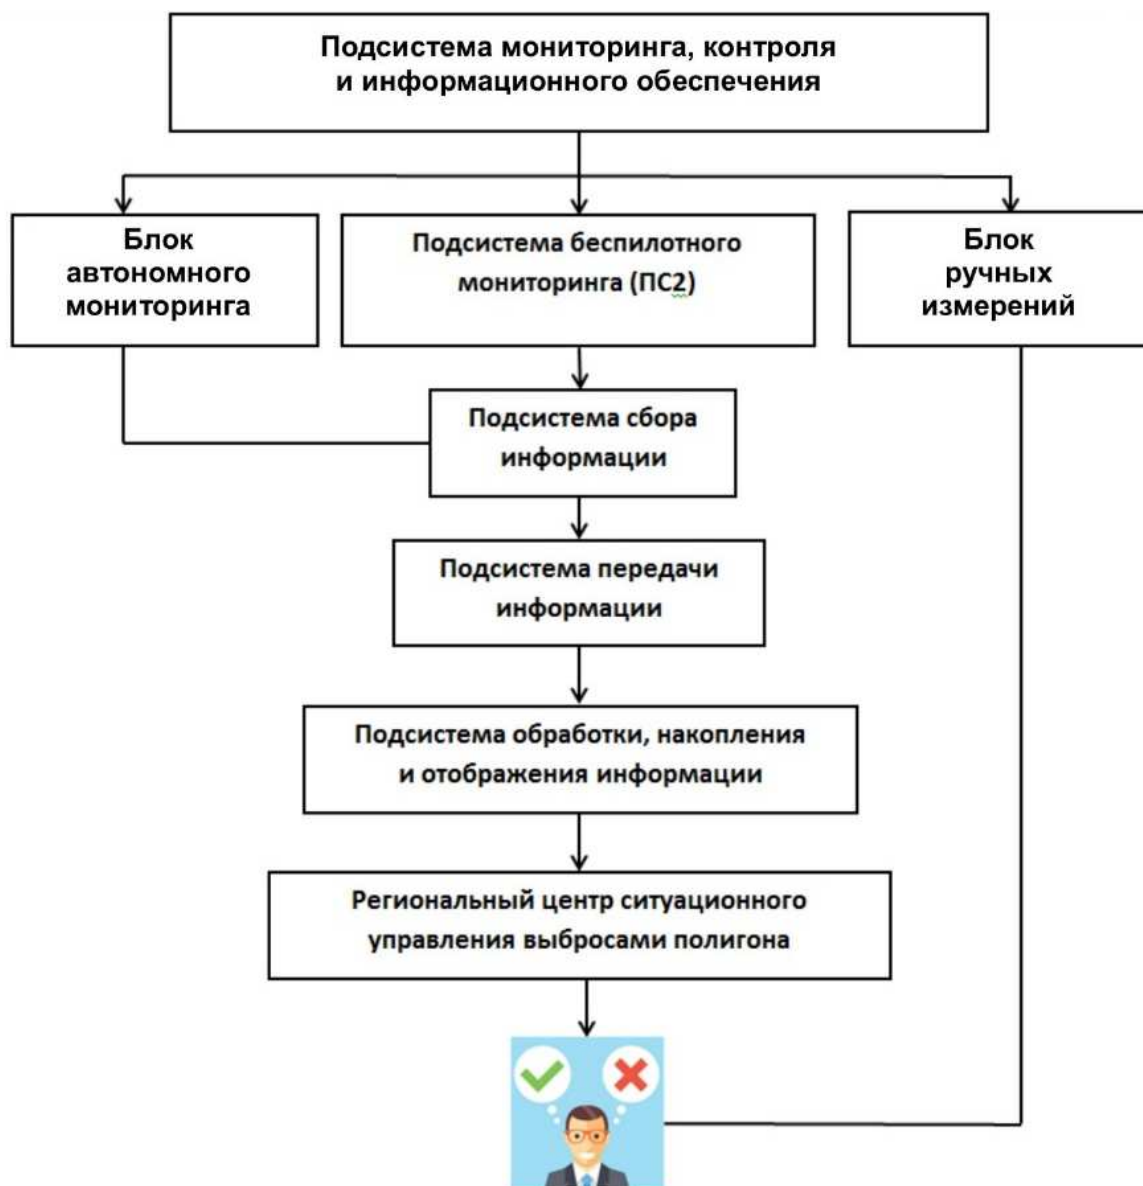 Подсистема мониторинга, контроля
и информационного обеспечения
Блок
автономного
мониторинга
Подсистема беспилотного
мониторинга (ПС2)
Блок
ручных
измерений
Подсистема сбора
информации
Подсистема передачи
информации
Подсистема обработки, накопления
и отображения информации
Региональный центр ситуационного
управления выбросами полигона